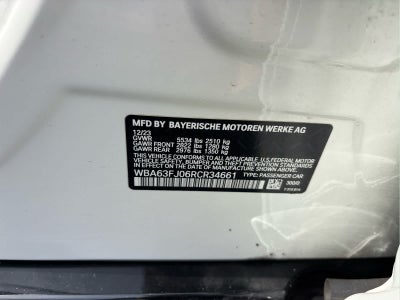 MFD BY BAYERISCHE MOTOREN WERKE AG
12/23
GVWR 5534 lbs 2510 kg
GAWR FRONT 2822 lbs 1280 kg
GAWR REAR 2976 lbs 1350 kg
THIS VEHICLE CONFORMS TO ALL APPLICABLE FEDERAL MOTOR VEHICLE SAFETY, BUMPER, AND THEFT PREVENTION STANDARDS IN EFFECT ON THE DATE OF MANUFACTURE SHOWN ABOVE.
WBA63FJ06RCR34661 TYPE: PASSENGER CAR